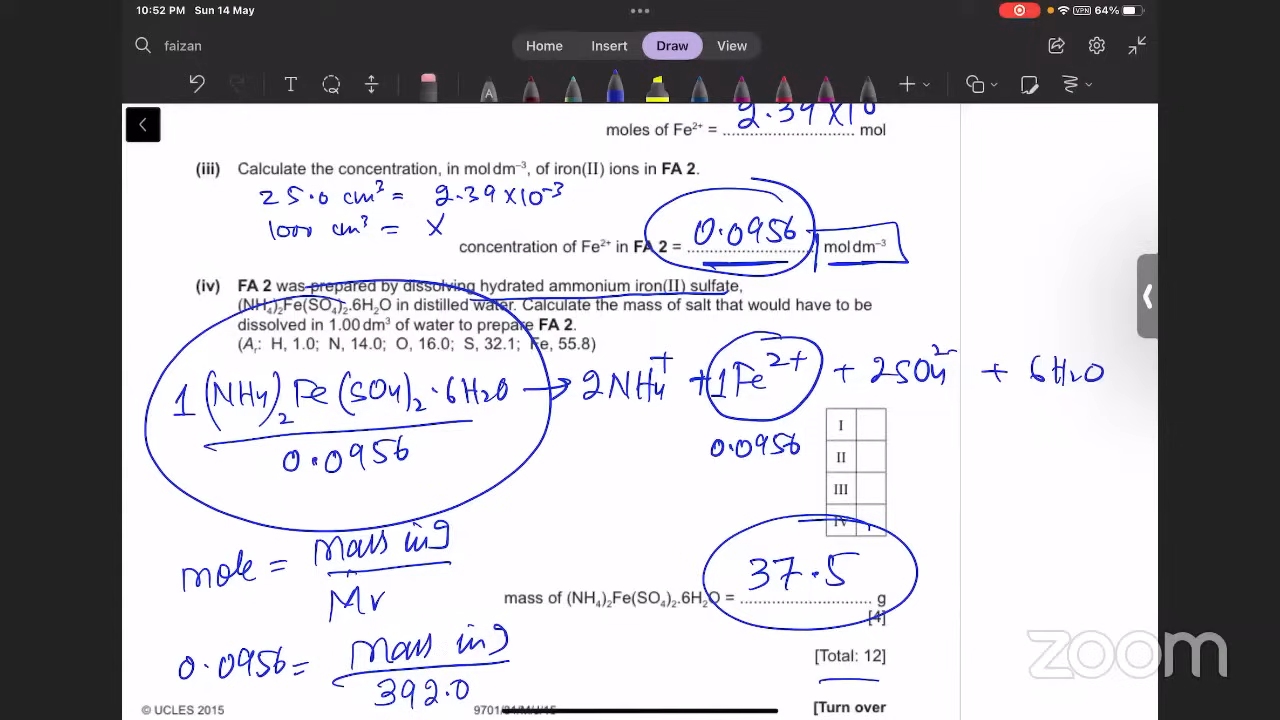 10:52 PM Sun 14 May
VPN 64%
faizan
Home Insert Draw View
T
A
2.39 x10
moles of Fe²⁺ = .................................. mol
(iii) Calculate the concentration, in mol dm⁻³, of iron(II) ions in FA 2.
25.0 cm³ = 2.39 x10⁻³
1000 cm³ = X
0.0956
concentration of Fe²⁺ in FA 2 = .................................. mol dm⁻³
(iv) FA 2 was prepared by dissolving hydrated ammonium iron(II) sulfate,
(NH₄)₂Fe(SO₄)₂.6H₂O in distilled water. Calculate the mass of salt that would have to be
dissolved in 1.00 dm³ of water to prepare FA 2.
(Aᵣ: H, 1.0; N, 14.0; O, 16.0; S, 32.1; Fe, 55.8)
1 (NH4)₂ Fe (SO4)₂ · 6H₂O → 2NH4⁺ + 1Fe²⁺ + 2SO4²⁻ + 6H₂O
0.0956 0.0956
I
II
III
IV
mole = mass in g / Mr
37.5
mass of (NH₄)₂Fe(SO₄)₂.6H₂O = .................................. g
[4]
0.0956 = mass in g / 392.0
[Total: 12]
zoom
© UCLES 2015
[Turn over